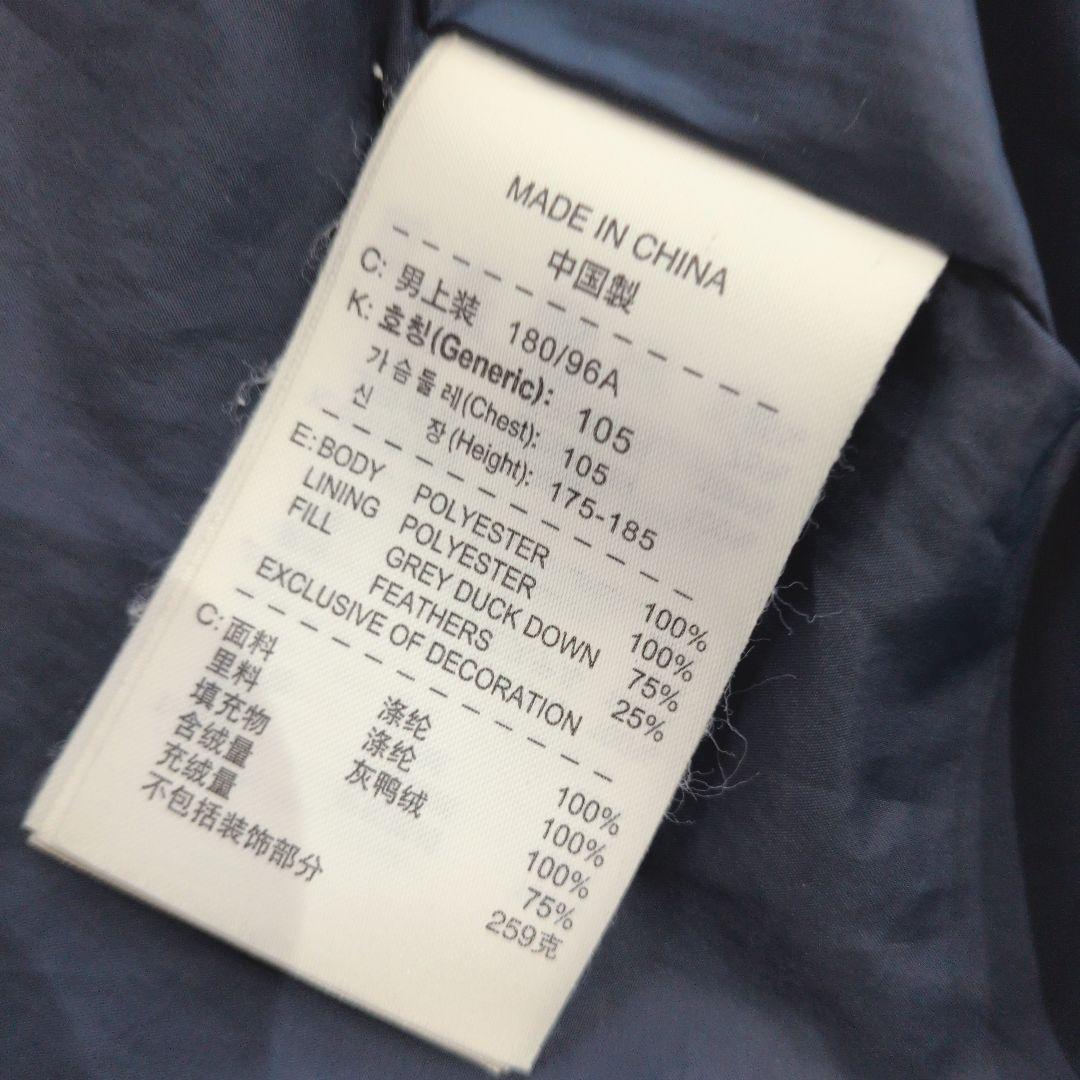 MADE IN CHINA
中国製
C: 男上装 180/96A
K: 호칭(Generic): 105
가슴둘레(Chest): 105
신 장(Height): 175-185
E: BODY POLYESTER 100%
LINING POLYESTER 100%
FILL GREY DUCK DOWN 75%
FEATHERS 25%
EXCLUSIVE OF DECORATION
C: 面料 涤纶 100%
里料 涤纶 100%
填充物 灰鸭绒 100%
含绒量 75%
充绒量 259克
不包括装饰部分